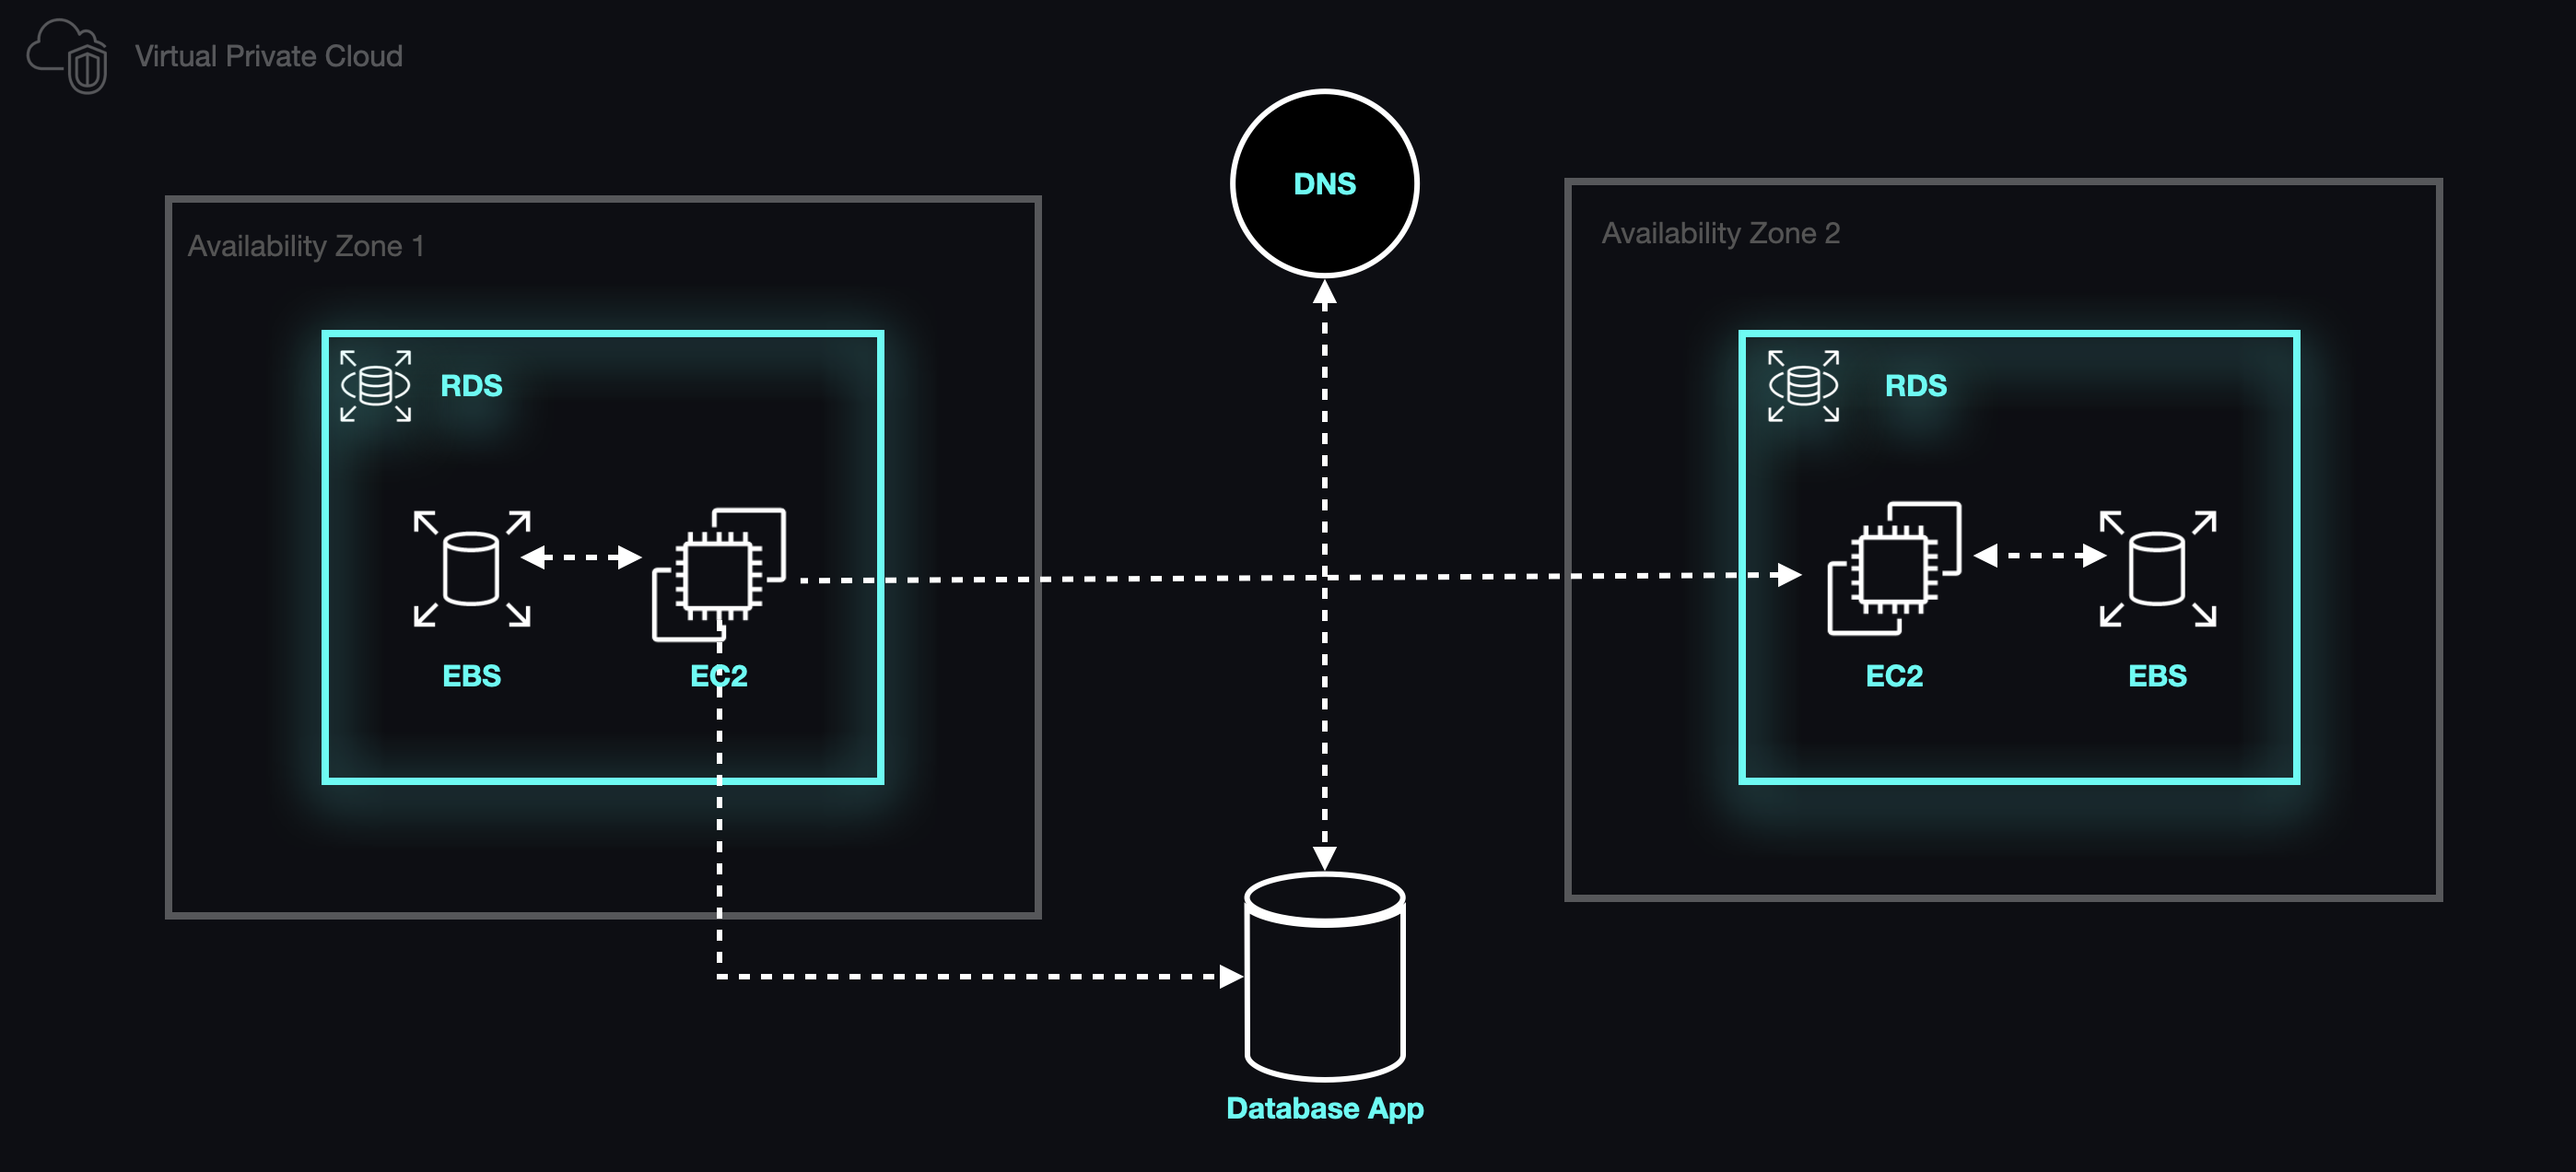 Virtual Private Cloud
DNS
Availability Zone 1
Availability Zone 2
RDS
RDS
EBS
EC2
EC2
EBS
Database App